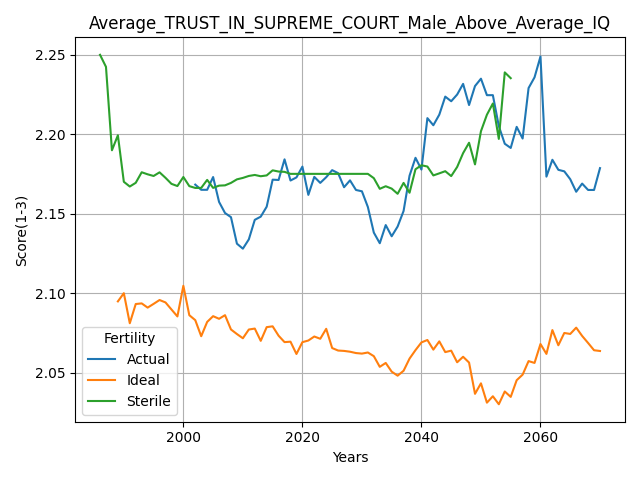 Average_TRUST_IN_SUPREME_COURT_Male_Above_Average_IQ
2.25
2.20
2.15
2.10
2.05
Score(1-3)
Fertility
Actual
Ideal
Sterile
2000
2020
2040
2060
Years